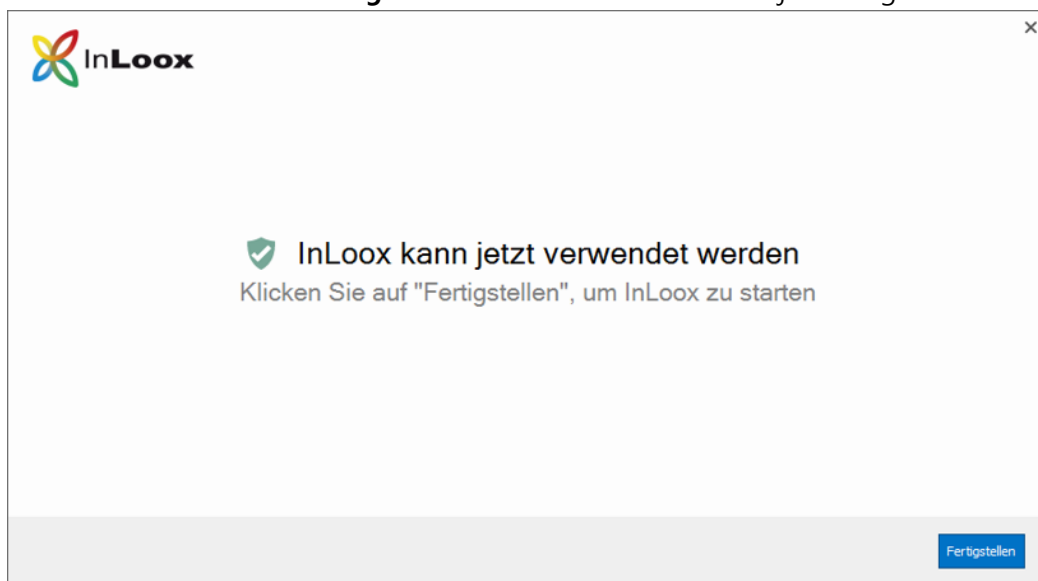 InLoox
InLoox kann jetzt verwendet werden
Klicken Sie auf "Fertigstellen", um InLoox zu starten
Fertigstellen